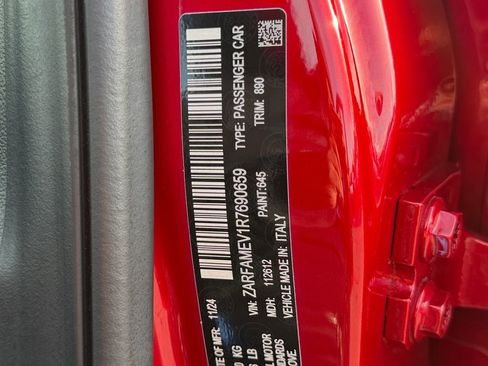 OF MFR: 11/24
KG
LB
VIN: ZARFAMEV1R7690659
TYPE: PASSENGER CAR
MDH: 112612
PAINT: 645
TRIM: 890
MOTOR
VEHICLE MADE IN: ITALY